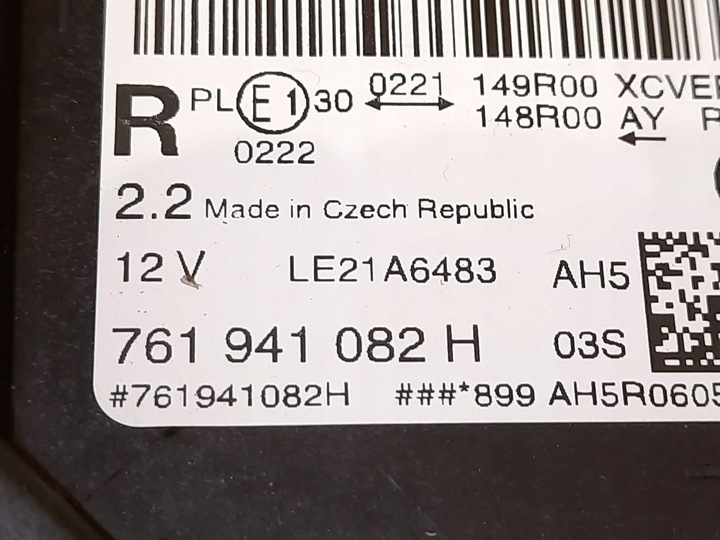 R PL E1 30 0221 149R00 XCVE
148R00 AY
0222
2.2 Made in Czech Republic
12 V LE21A6483 AH5
761 941 082 H 03S
#761941082H ###*899 AH5R0605